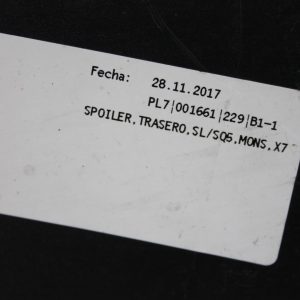 Fecha: 28.11.2017
PL7|001661|229|B1-1
SPOILER,TRASERO,SL/SQ5,MONS,X7